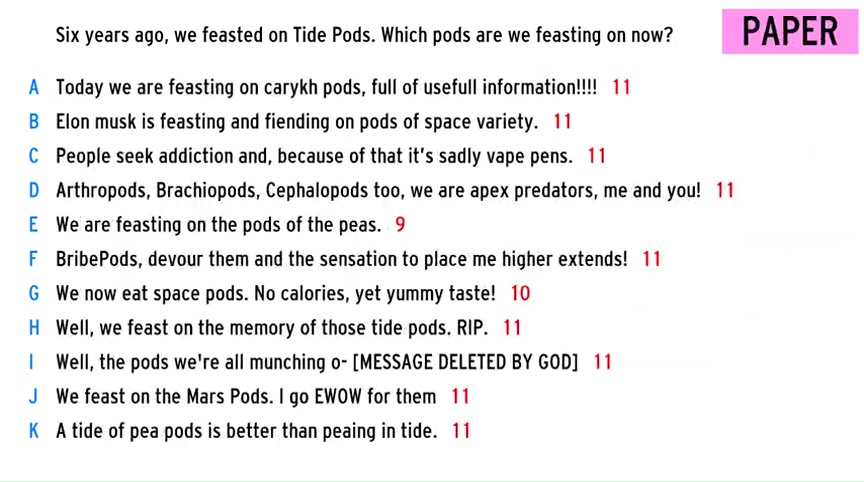 Six years ago, we feasted on Tide Pods. Which pods are we feasting on now?
PAPER
A Today we are feasting on carykh pods, full of usefull information!!!! 11
B Elon musk is feasting and fiending on pods of space variety. 11
C People seek addiction and, because of that it's sadly vape pens. 11
D Arthropods, Brachiopods, Cephalopods too, we are apex predators, me and you! 11
E We are feasting on the pods of the peas. 9
F BribePods, devour them and the sensation to place me higher extends! 11
G We now eat space pods. No calories, yet yummy taste! 10
H Well, we feast on the memory of those tide pods. RIP. 11
I Well, the pods we're all munching o- [MESSAGE DELETED BY GOD] 11
J We feast on the Mars Pods. I go EWOW for them 11
K A tide of pea pods is better than peaing in tide. 11